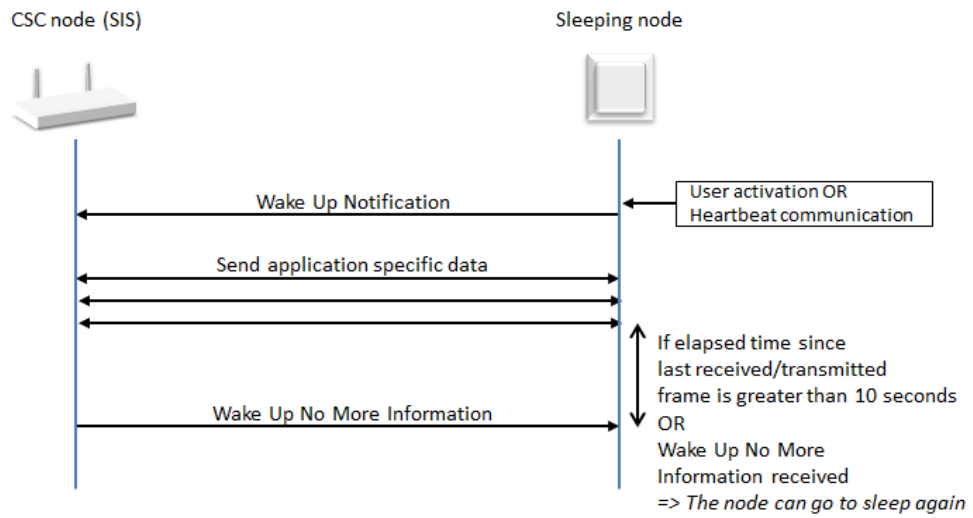 CSC node (SIS)
Sleeping node
User activation OR
Heartbeat communication
Wake Up Notification
Send application specific data
If elapsed time since
last received/transmitted
frame is greater than 10 seconds
OR
Wake Up No More
Information received
=> The node can go to sleep again
Wake Up No More Information